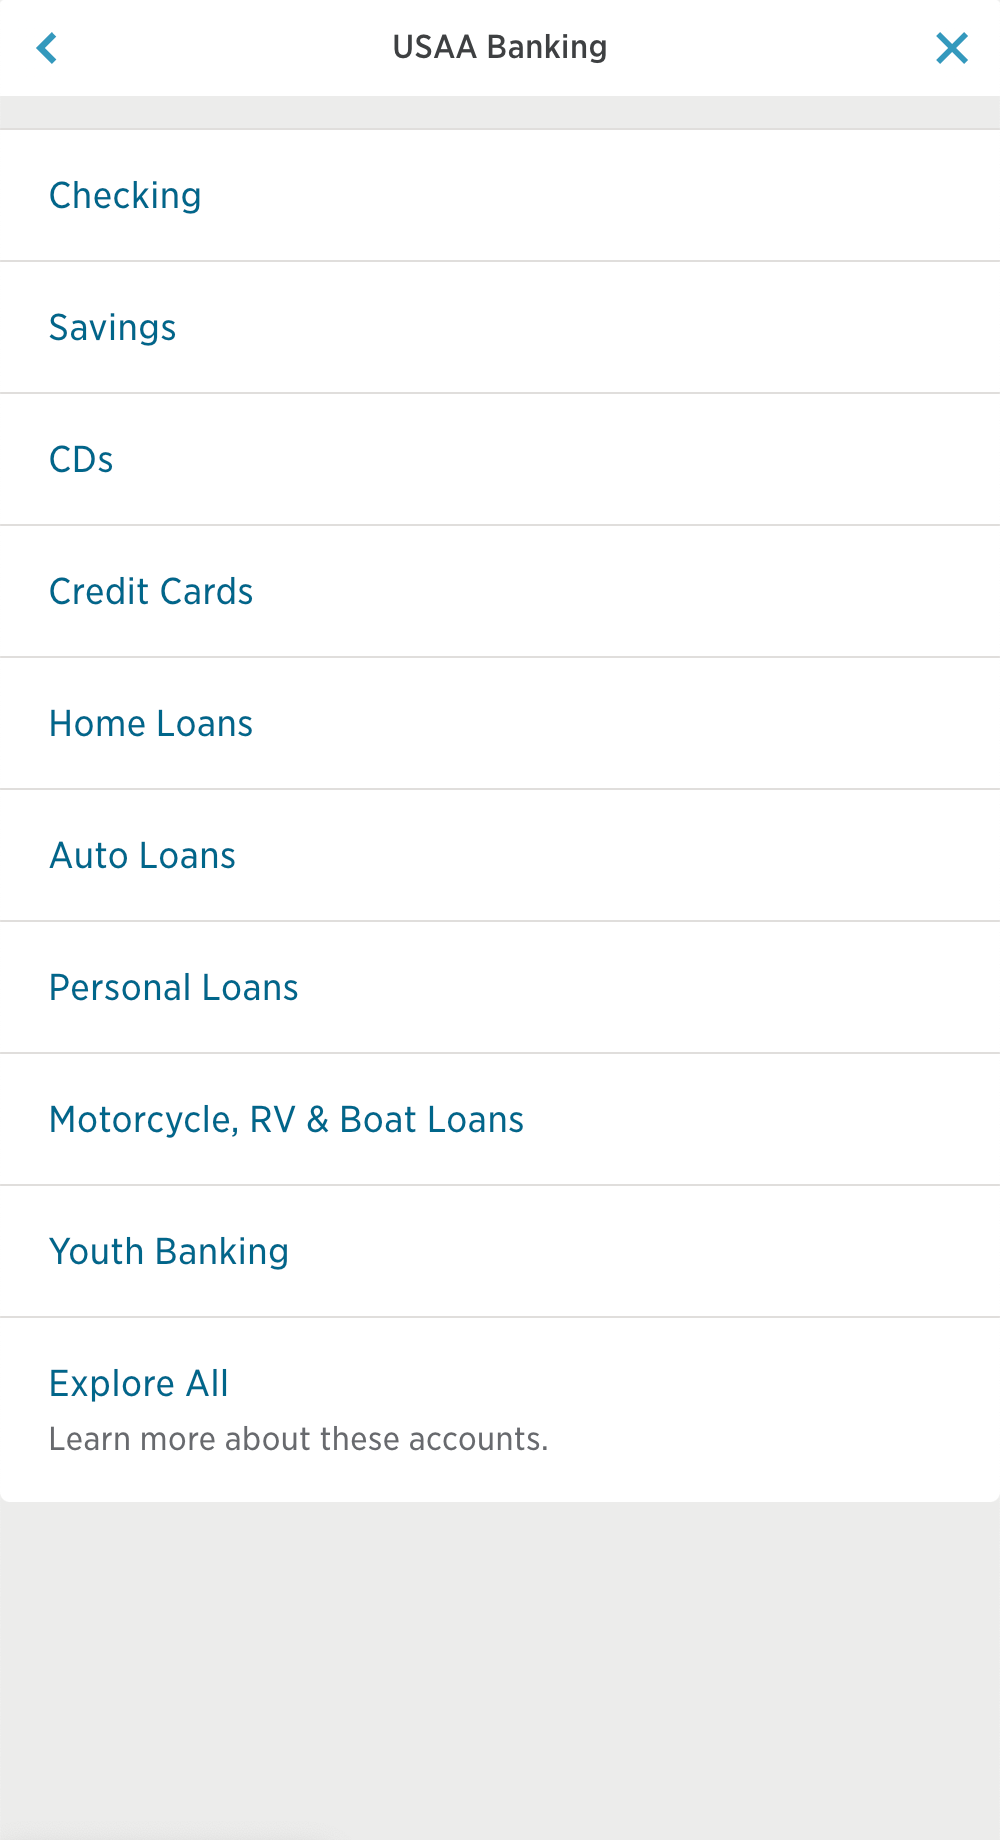 USAA Banking
Checking
Savings
CDs
Credit Cards
Home Loans
Auto Loans
Personal Loans
Motorcycle, RV & Boat Loans
Youth Banking
Explore All
Learn more about these accounts.